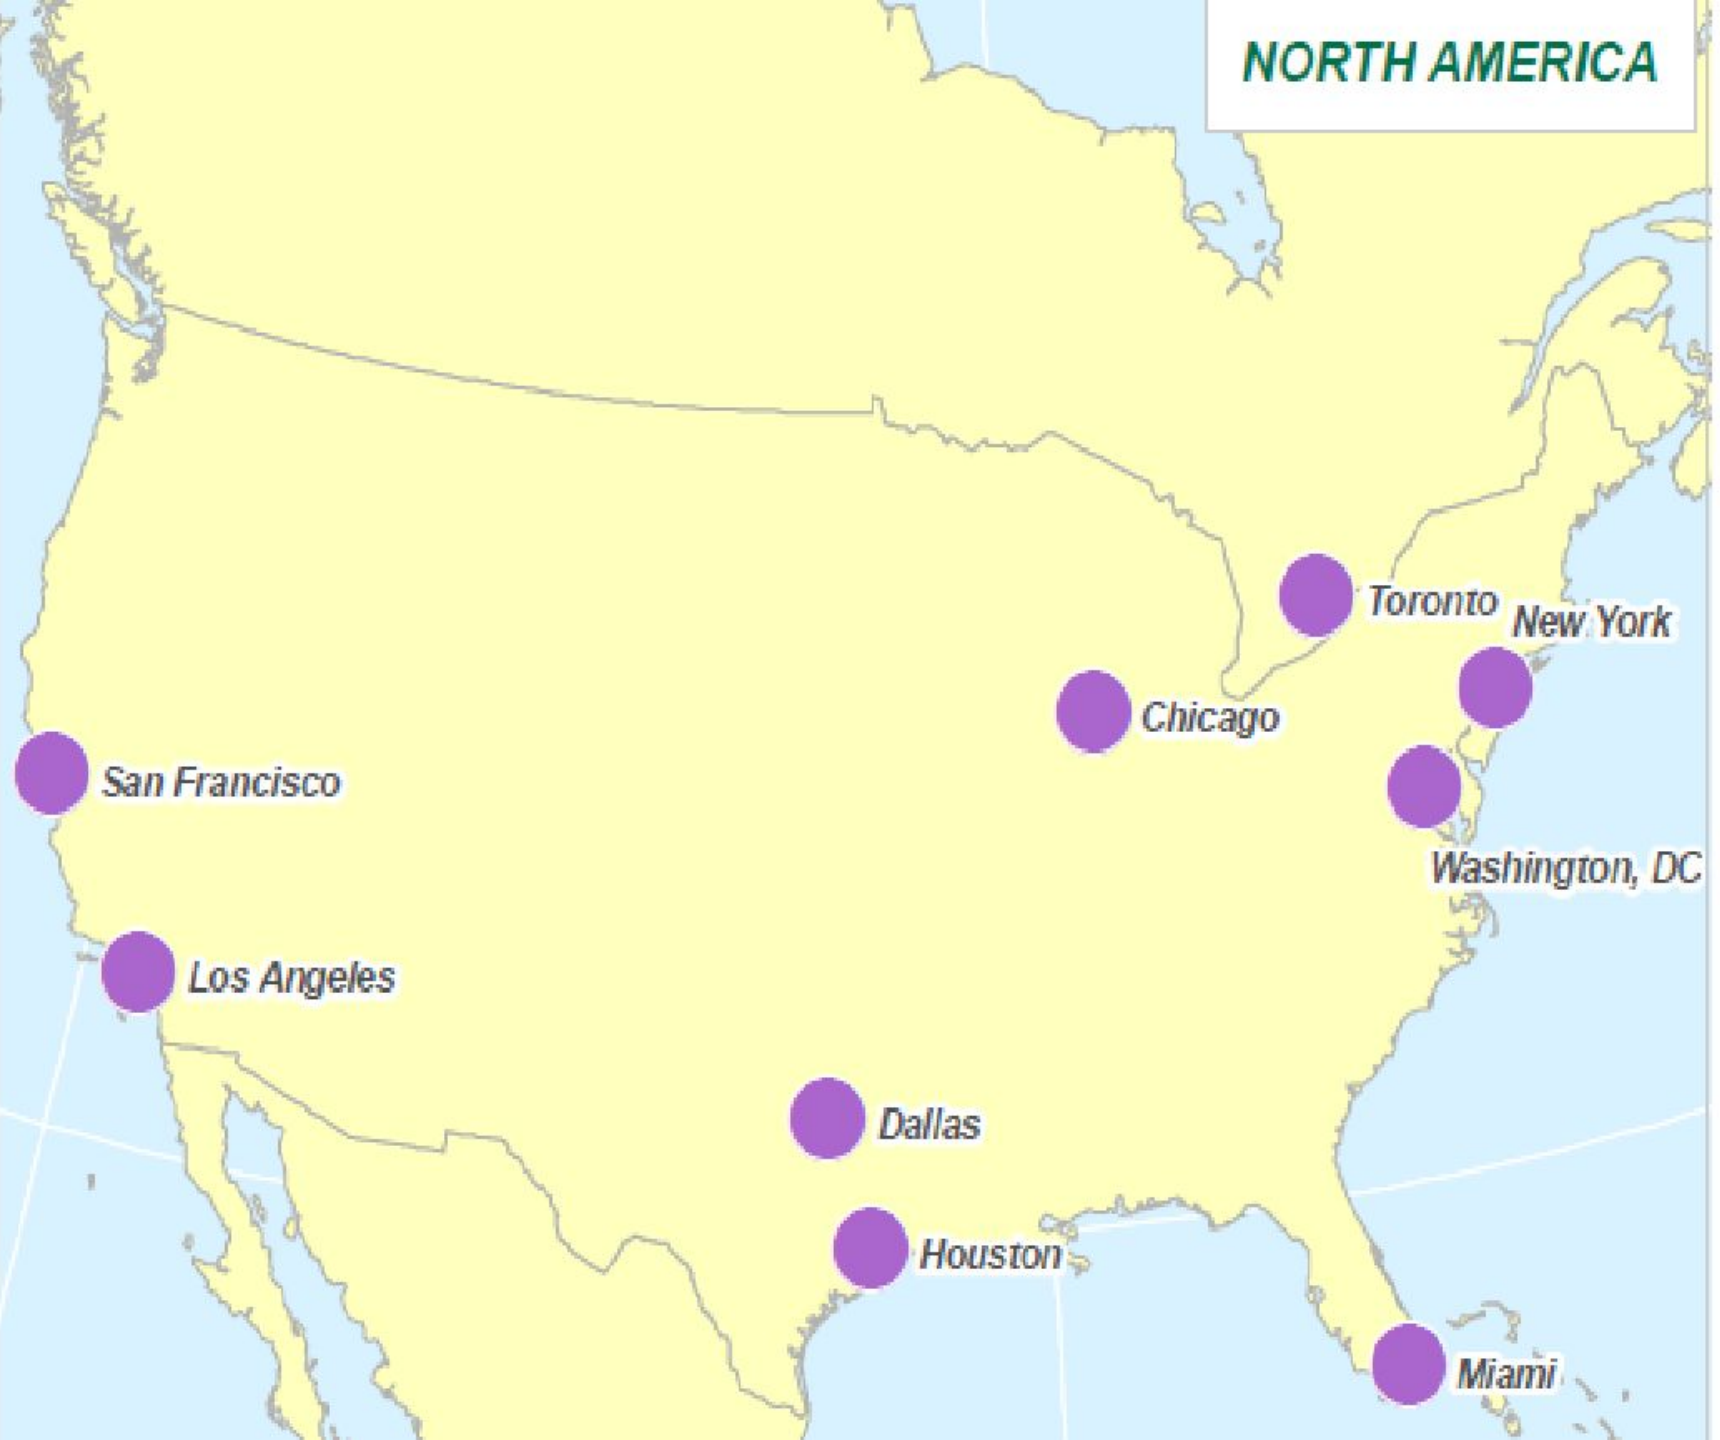 NORTH AMERICA
Toronto
New York
Chicago
San Francisco
Washington, DC
Los Angeles
Dallas
Houston
Miami